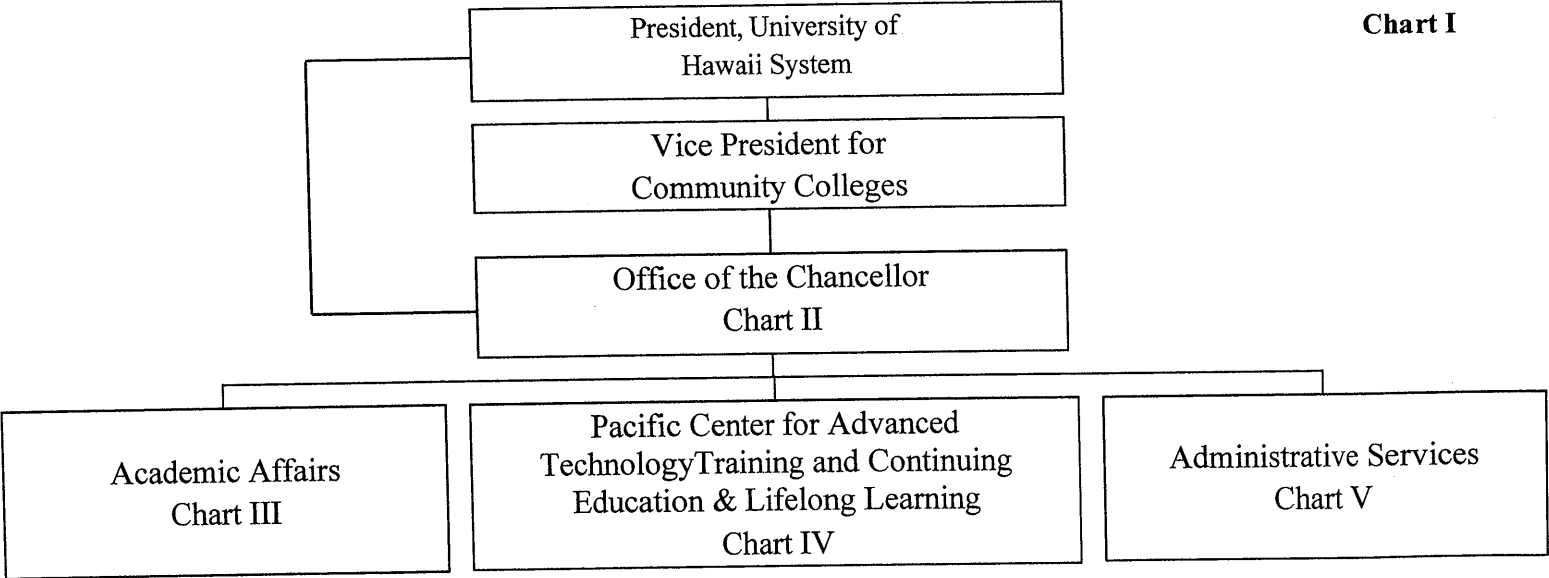 Chart I
President, University of
Hawaii System
Vice President for
Community Colleges
Office of the Chancellor
Chart II
Academic Affairs
Chart III
Pacific Center for Advanced
TechnologyTraining and Continuing
Education & Lifelong Learning
Chart IV
Administrative Services
Chart V